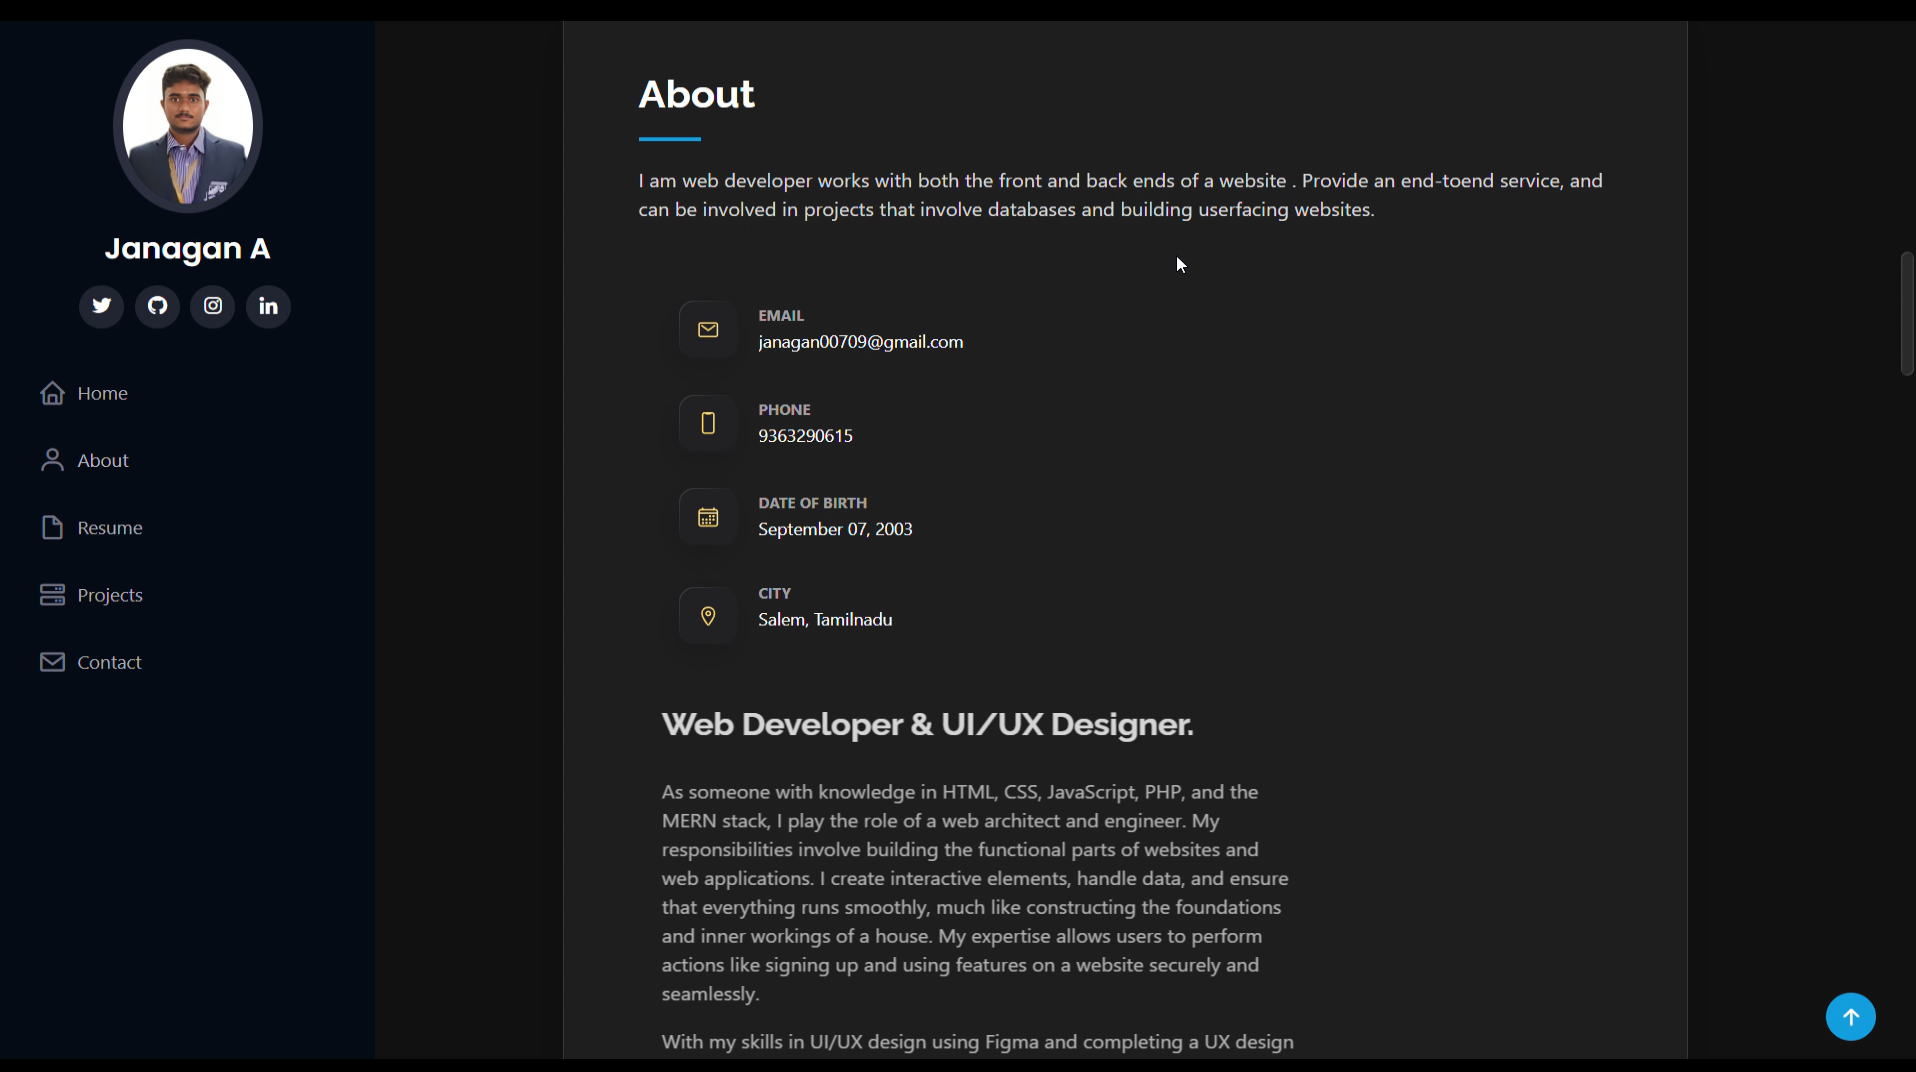 Janagan A
Home
About
Resume
Projects
Contact
About
I am web developer works with both the front and back ends of a website . Provide an end-toend service, and
can be involved in projects that involve databases and building userfacing websites.
EMAIL
janagan00709@gmail.com
PHONE
9363290615
DATE OF BIRTH
September 07, 2003
CITY
Salem, Tamilnadu
Web Developer & UI/UX Designer.
As someone with knowledge in HTML, CSS, JavaScript, PHP, and the
MERN stack, I play the role of a web architect and engineer. My
responsibilities involve building the functional parts of websites and
web applications. I create interactive elements, handle data, and ensure
that everything runs smoothly, much like constructing the foundations
and inner workings of a house. My expertise allows users to perform
actions like signing up and using features on a website securely and
seamlessly.
With my skills in UI/UX design using Figma and completing a UX design